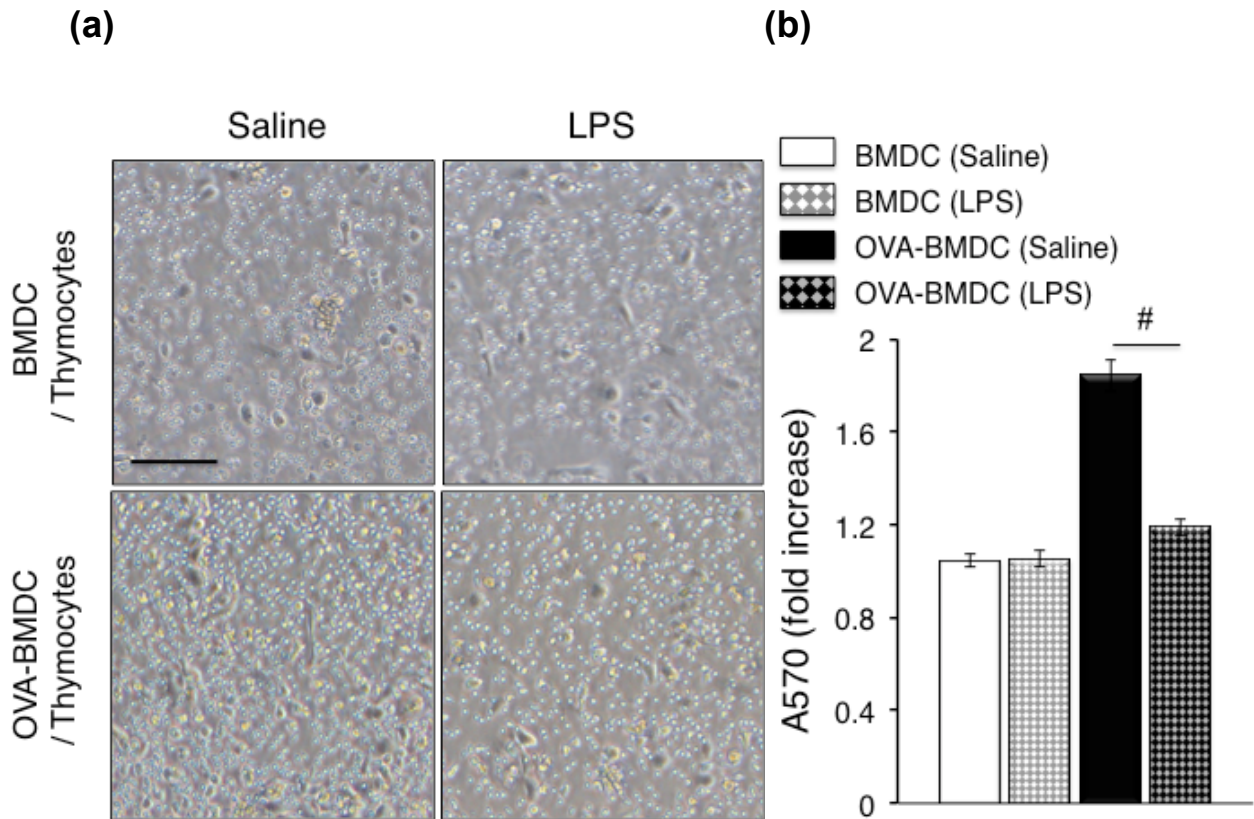 (a)
Saline
LPS
BMDC
/ Thymocytes
OVA-BMDC
/ Thymocytes
(b)
BMDC (Saline)
BMDC (LPS)
OVA-BMDC (Saline)
OVA-BMDC (LPS)
#
A570 (fold increase)
2
1.6
1.2
0.8
0.4
0